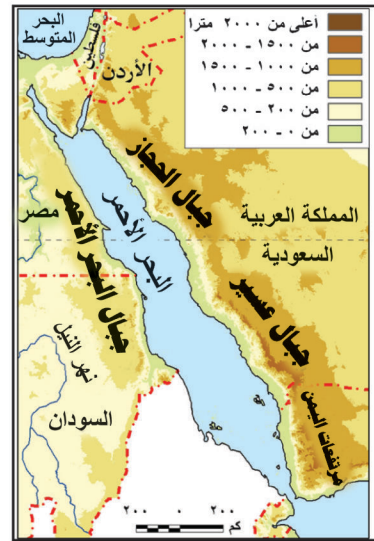 البحر
المتوسط
فلسطين
الأردن
أعلى من ٢٠٠٠ مترا
من ١٥٠٠ - ٢٠٠٠
من ١٠٠٠ - ١٥٠٠
من ٥٠٠ - ١٠٠٠
من ٢٠٠ - ٥٠٠
من ٠ - ٢٠٠
جبال الحجاز
البحر الأحمر
جبال البحر الأحمر
مصر
المملكة العربية
السعودية
جبال عسير
نهر النيل
السودان
مرتفعات اليمن
٢٠٠ ٠ ٢٠٠
كم